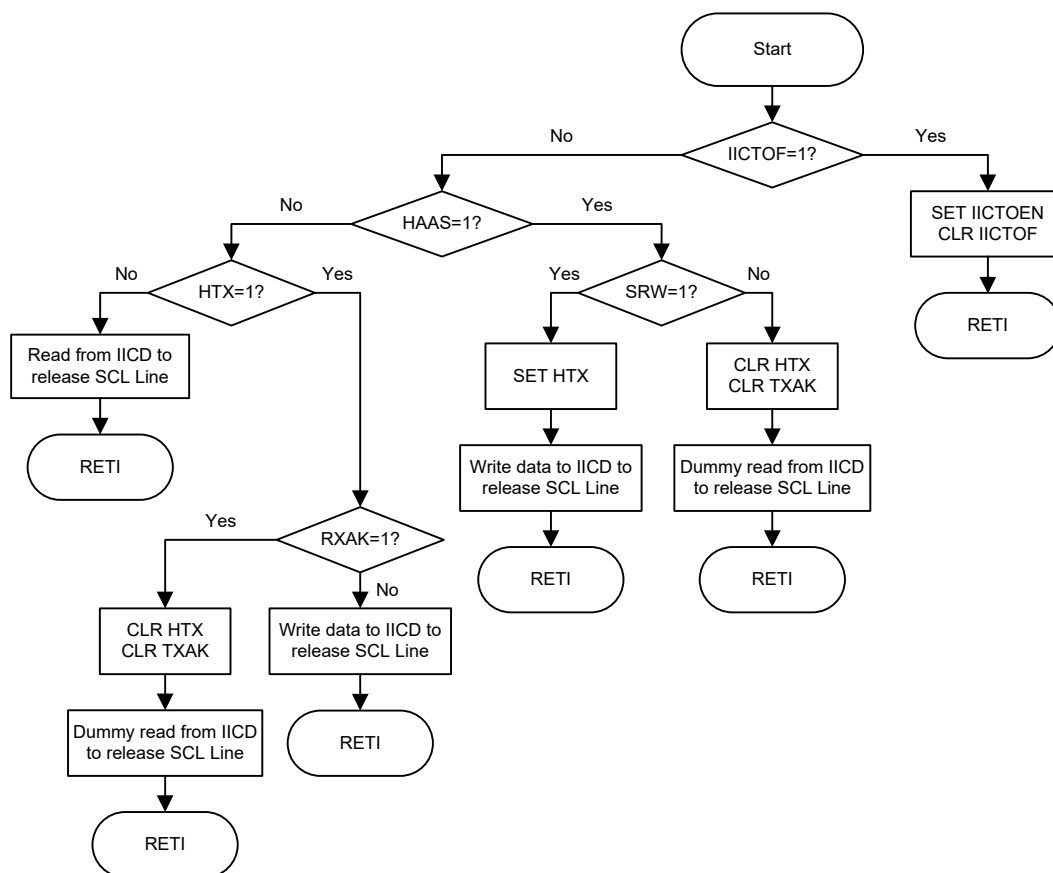 Start
No
Yes
IICTOF=1?
No
HAAS=1?
Yes
SET IICTOEN
CLR IICTOF
No
HTX=1?
Yes
Yes
SRW=1?
No
RETI
Read from IICD to
release SCL Line
SET HTX
CLR HTX
CLR TXAK
RETI
Write data to IICD to
release SCL Line
Dummy read from IICD
to release SCL Line
Yes
RXAK=1?
No
RETI
RETI
CLR HTX
CLR TXAK
Write data to IICD to
release SCL Line
Dummy read from IICD
to release SCL Line
RETI
RETI